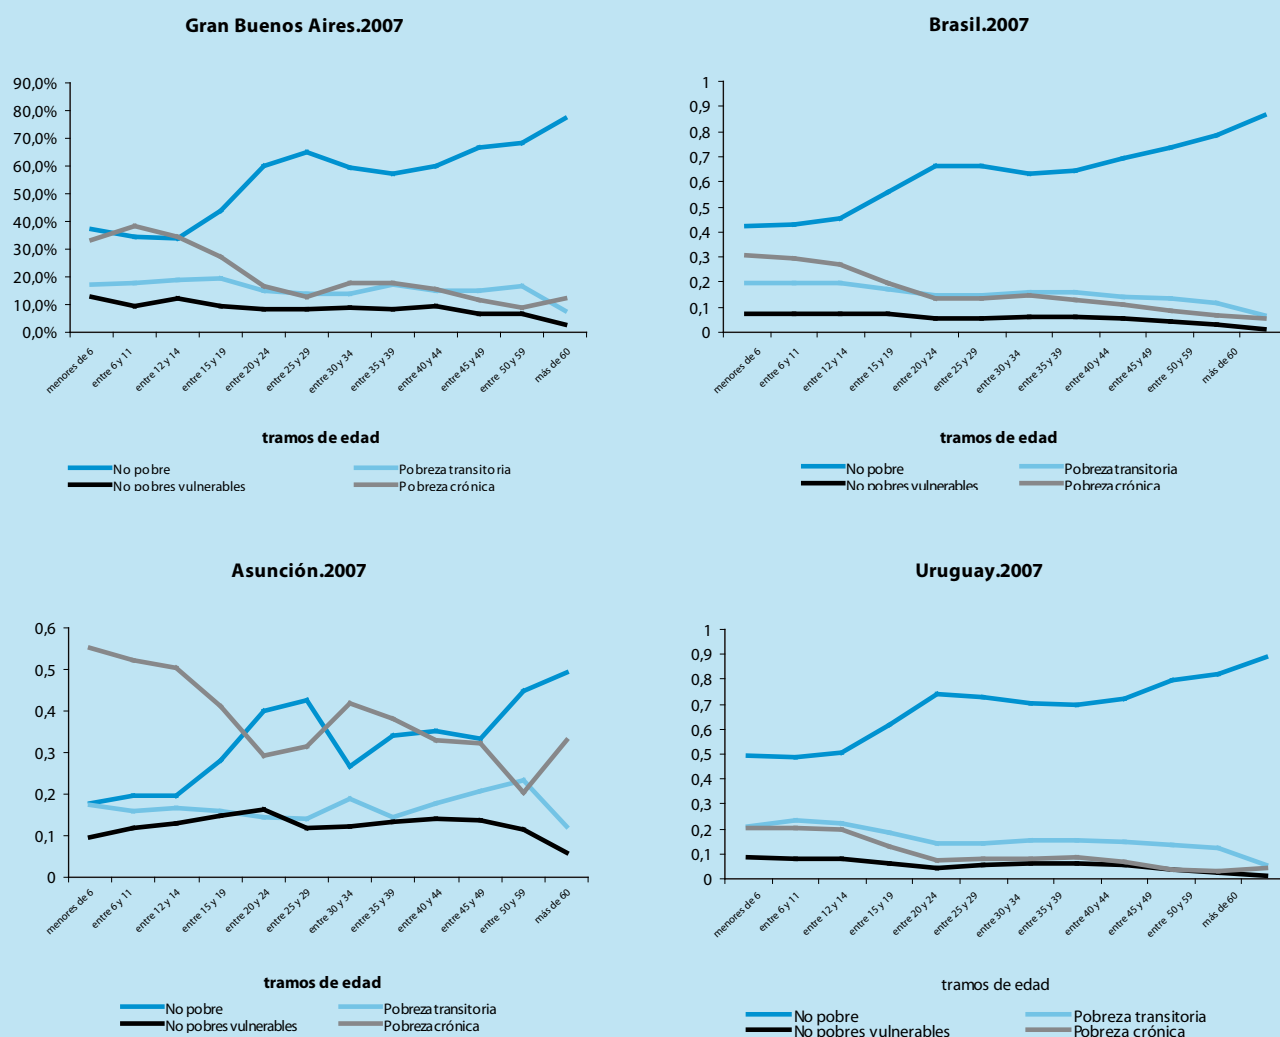 Gran Buenos Aires.2007
90,0%
80,0%
70,0%
60,0%
50,0%
40,0%
30,0%
20,0%
10,0%
0,0%
menores de 6
entre 6 y 11
entre 12 y 14
entre 15 y 19
entre 20 y 24
entre 25 y 29
entre 30 y 34
entre 35 y 39
entre 40 y 44
entre 45 y 49
entre 50 y 59
más de 60
tramos de edad
No pobre
Pobreza transitoria
No pobres vulnerables
Pobreza crónica
Brasil.2007
1
0,9
0,8
0,7
0,6
0,5
0,4
0,3
0,2
0,1
0
menores de 6
entre 6 y 11
entre 12 y 14
entre 15 y 19
entre 20 y 24
entre 25 y 29
entre 30 y 34
entre 35 y 39
entre 40 y 44
entre 45 y 49
entre 50 y 59
más de 60
tramos de edad
No pobre
Pobreza transitoria
No pobres vulnerables
Pobreza crónica
Asunción.2007
0,6
0,5
0,4
0,3
0,2
0,1
0
menores de 6
entre 6 y 11
entre 12 y 14
entre 15 y 19
entre 20 y 24
entre 25 y 29
entre 30 y 34
entre 35 y 39
entre 40 y 44
entre 45 y 49
entre 50 y 59
más de 60
tramos de edad
No pobre
Pobreza transitoria
No pobres vulnerables
Pobreza crónica
Uruguay.2007
1
0,9
0,8
0,7
0,6
0,5
0,4
0,3
0,2
0,1
0
menores de 6
entre 6 y 11
entre 12 y 14
entre 15 y 19
entre 20 y 24
entre 25 y 29
entre 30 y 34
entre 35 y 39
entre 40 y 44
entre 45 y 49
entre 50 y 59
más de 60
tramos de edad
No pobre
Pobreza transitoria
No pobres vulnerables
Pobreza crónica